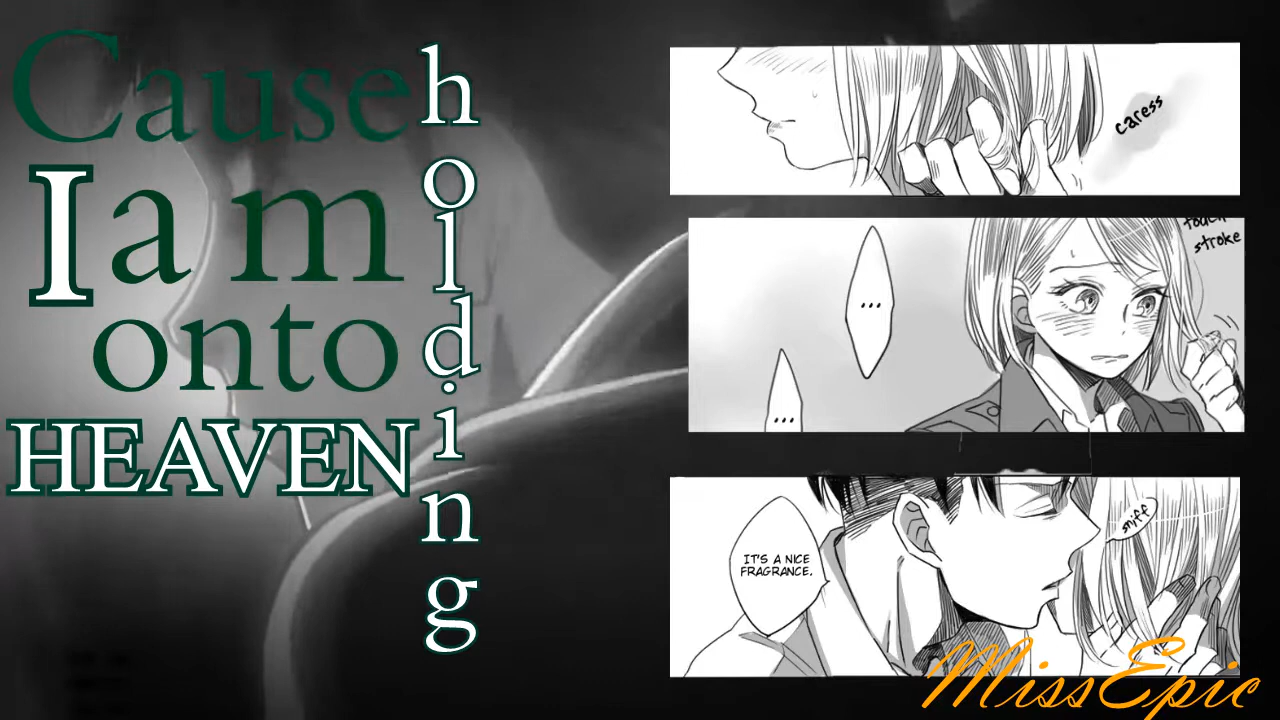 Cause
I am
holding
onto
HEAVEN
caress
...
...
touch
stroke
IT'S A NICE
FRAGRANCE.
sniff
MissEpic